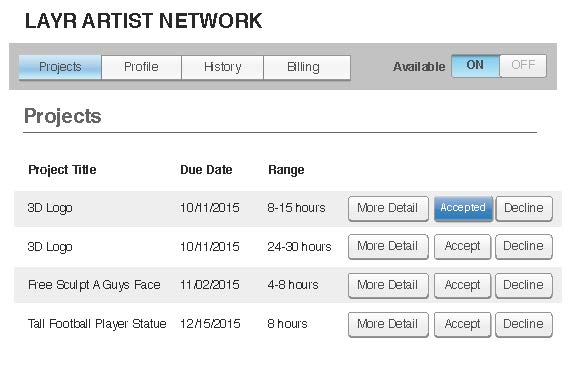 LAYR ARTIST NETWORK
Projects Profile History Billing Available ON OFF
Projects
Project Title Due Date Range
3D Logo 10/11/2015 8-15 hours More Detail Accepted Decline
3D Logo 10/11/2015 24-30 hours More Detail Accept Decline
Free Sculpt A Guys Face 11/02/2015 4-8 hours More Detail Accept Decline
Tall Football Player Statue 12/15/2015 8 hours More Detail Accept Decline